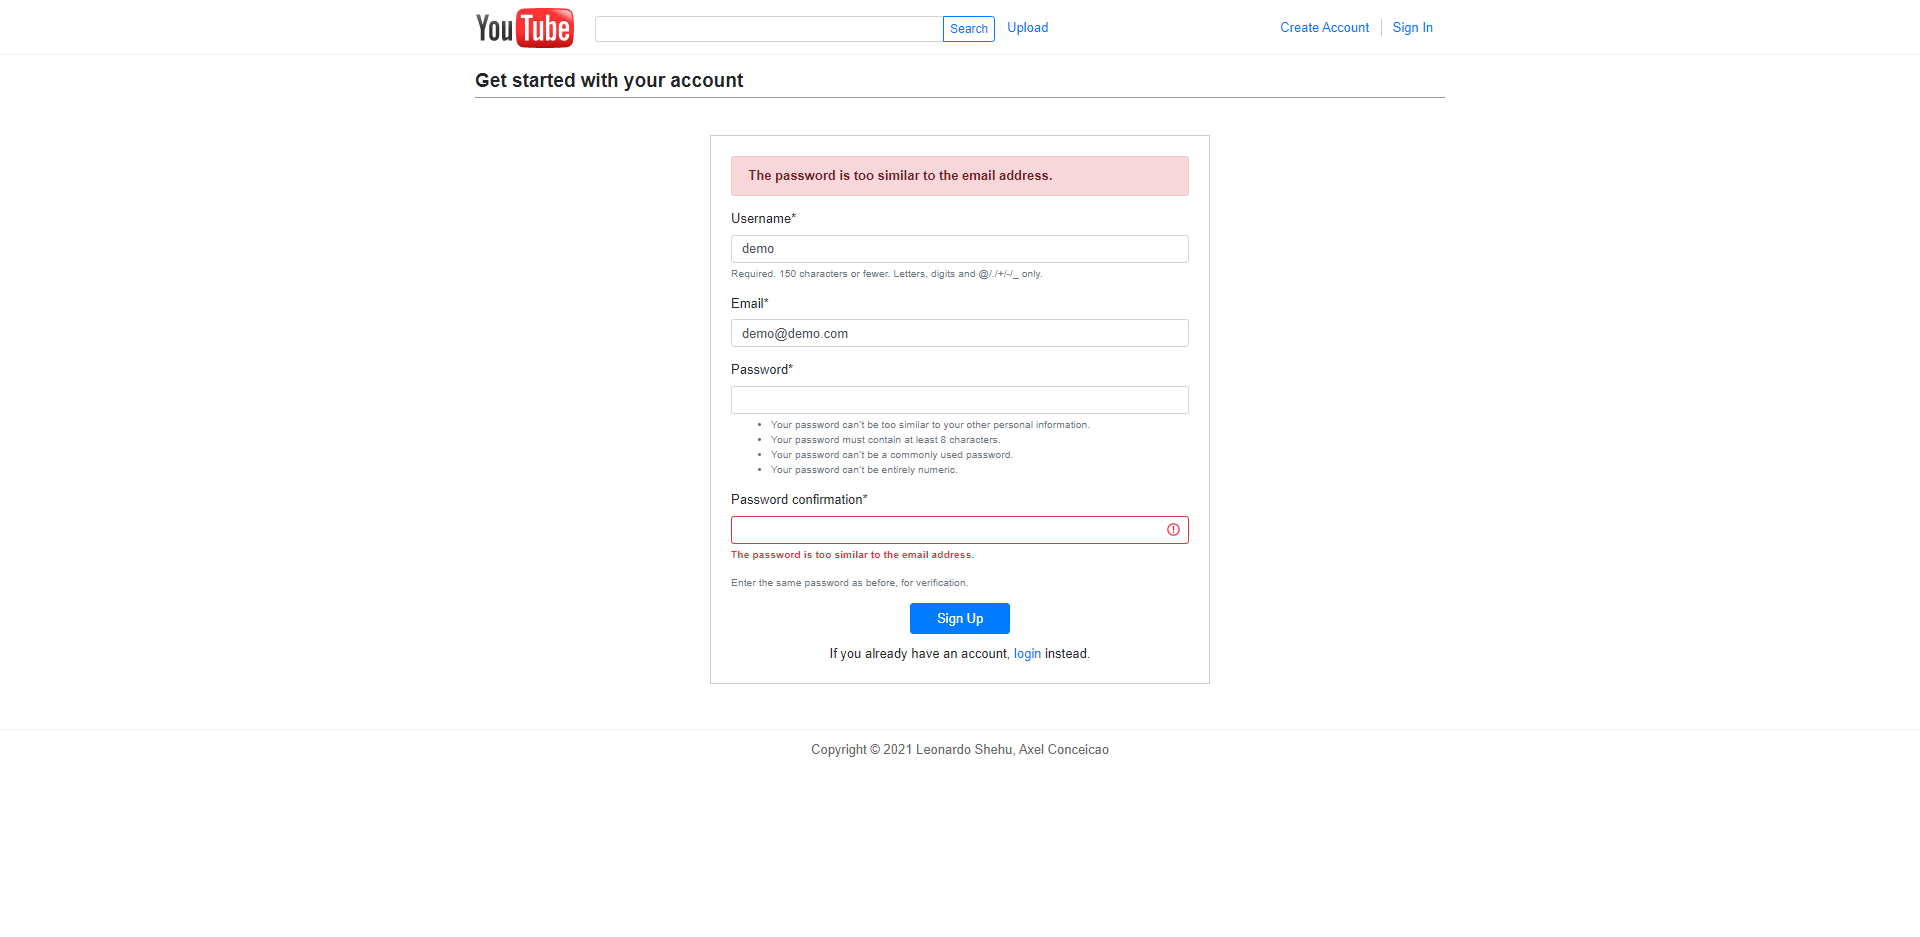 YouTube Search Upload Create Account Sign In
Get started with your account
The password is too similar to the email address.
Username*
demo
Required. 150 characters or fewer. Letters, digits and @/./+/-/_ only.
Email*
demo@demo.com
Password*
Your password can't be too similar to your other personal information.
Your password must contain at least 8 characters.
Your password can't be a commonly used password.
Your password can't be entirely numeric.
Password confirmation*
The password is too similar to the email address.
Enter the same password as before, for verification.
Sign Up
If you already have an account, login instead.
Copyright © 2021 Leonardo Shehu, Axel Conceicao